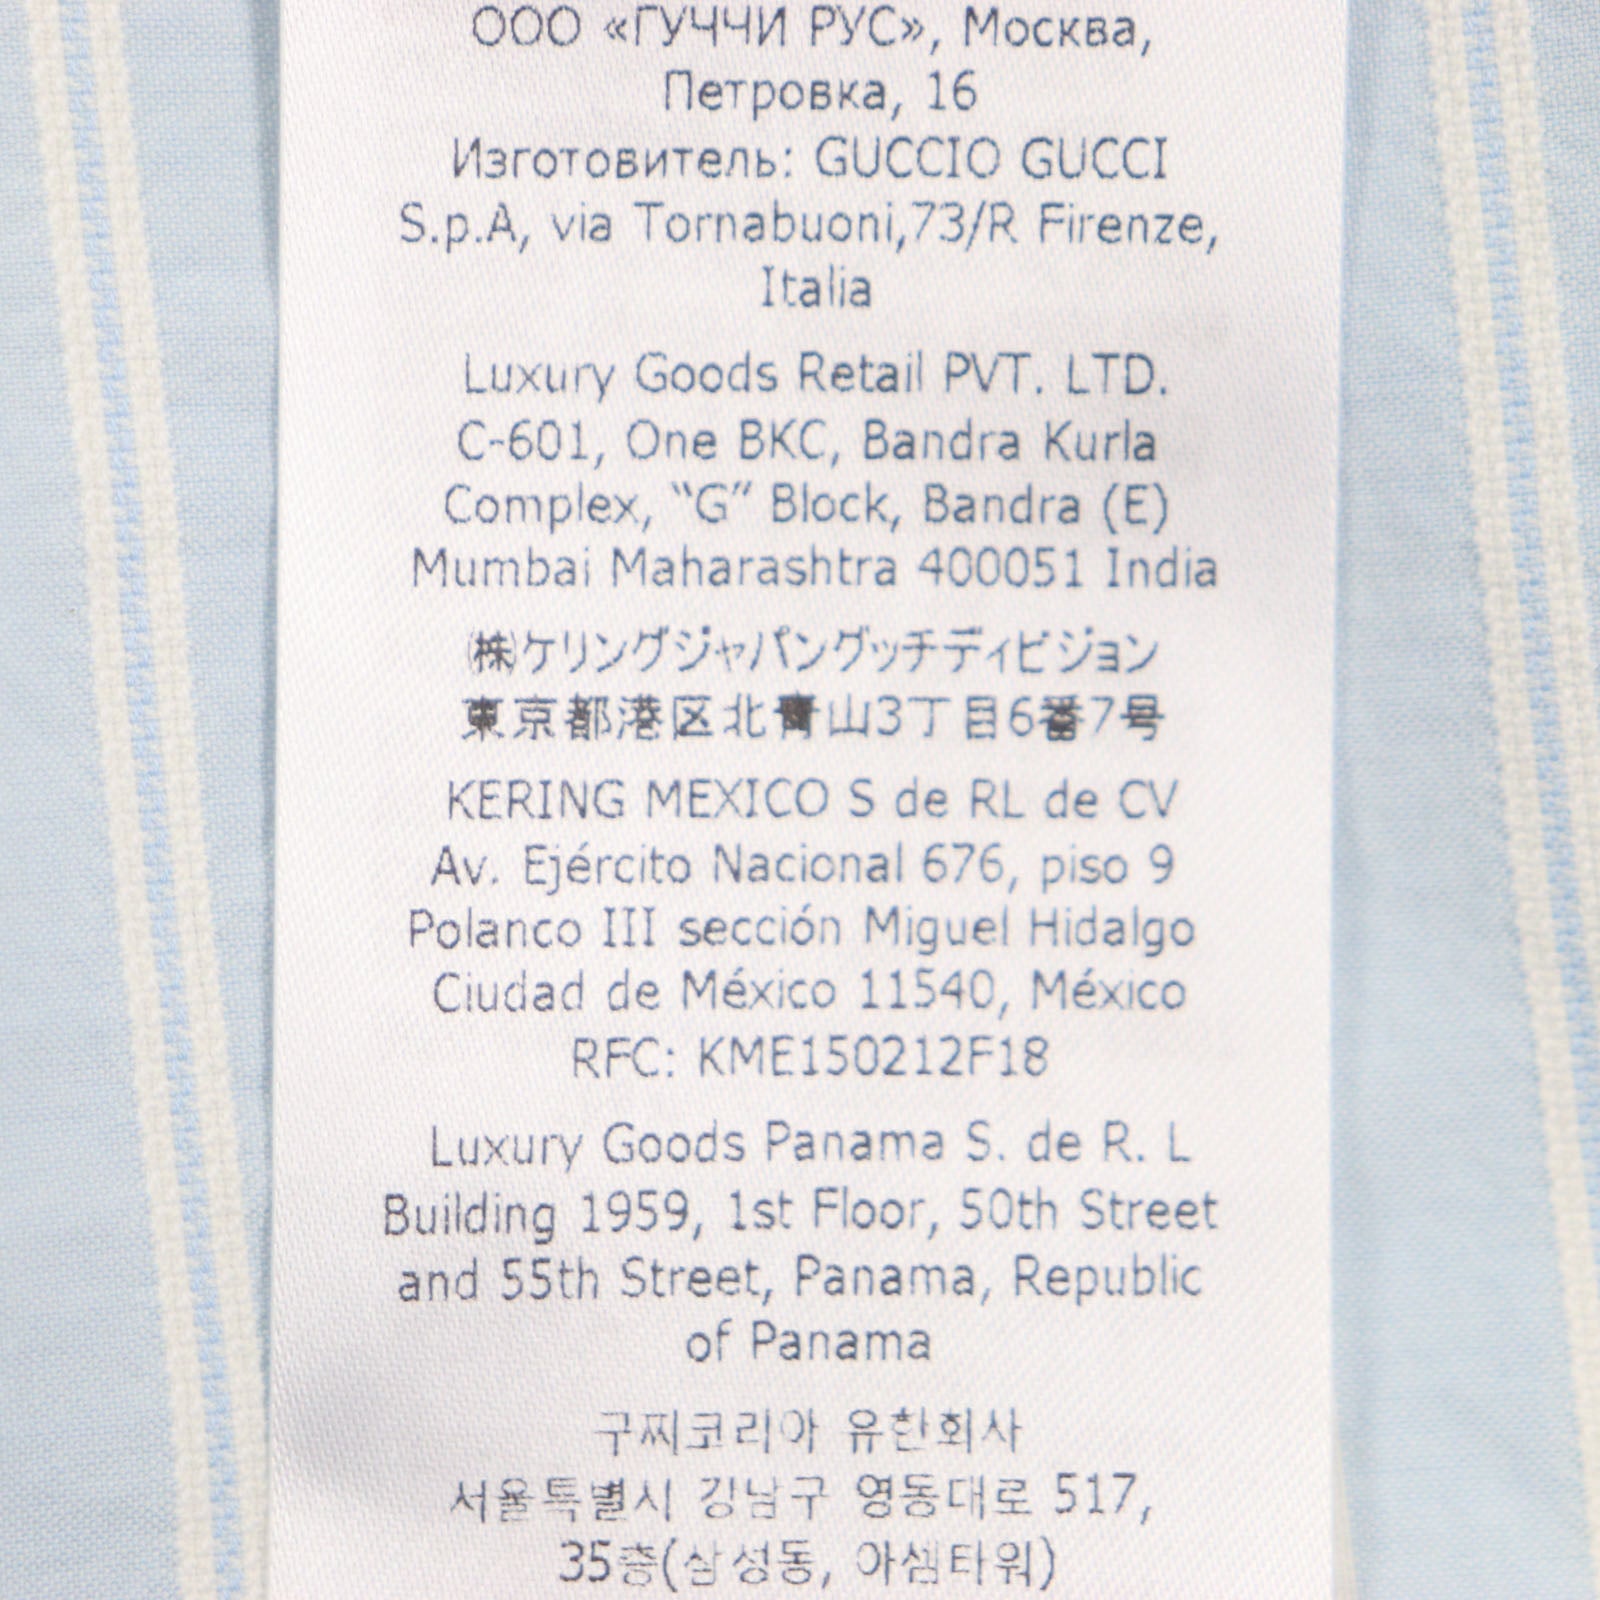 ООО «ГУЧЧИ РУС», Москва,
Петровка, 16
Изготовитель: GUCCIO GUCCI
S.p.A, via Tornabuoni,73/R Firenze,
Italia
Luxury Goods Retail PVT. LTD.
C-601, One BKC, Bandra Kurla
Complex, “G” Block, Bandra (E)
Mumbai Maharashtra 400051 India
㈱ケリングジャパングッチディビジョン
東京都港区北青山3丁目6番7号
KERING MEXICO S de RL de CV
Av. Ejército Nacional 676, piso 9
Polanco III sección Miguel Hidalgo
Ciudad de México 11540, México
RFC: KME150212F18
Luxury Goods Panama S. de R. L
Building 1959, 1st Floor, 50th Street
and 55th Street, Panama, Republic
of Panama
구찌코리아 유한회사
서울특별시 강남구 영동대로 517,
35층(삼성동, 아셈타워)